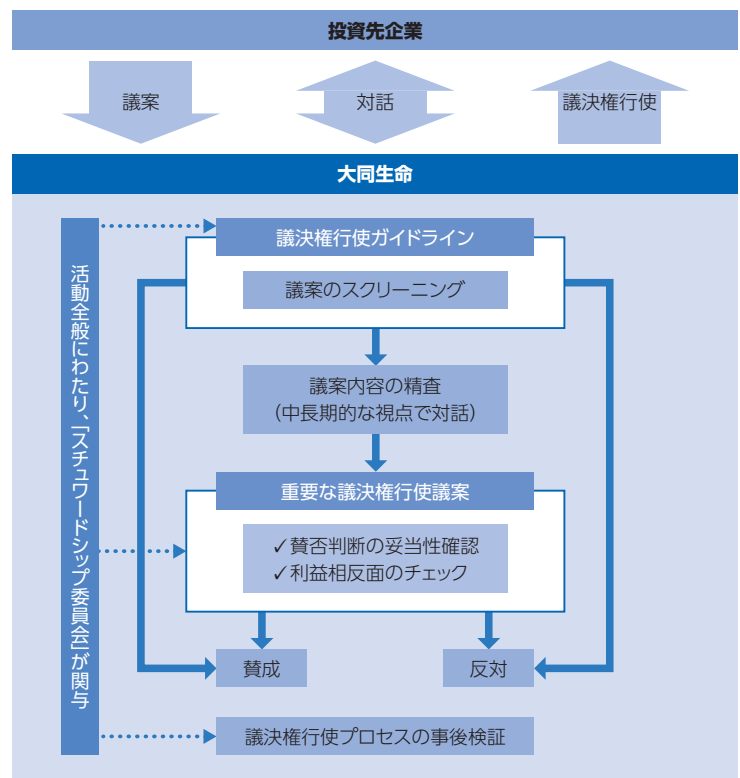 投資先企業
議案
対話
議決権行使
大同生命
活動全般にわたり、「スチュワードシップ委員会」が関与
議決権行使ガイドライン
議案のスクリーニング
議案内容の精査
（中長期的な視点で対話）
重要な議決権行使議案
✓賛否判断の妥当性確認
✓利益相反面のチェック
賛成
反対
議決権行使プロセスの事後検証